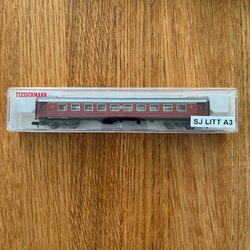 FLEISCHMANN
SJ LITT A3